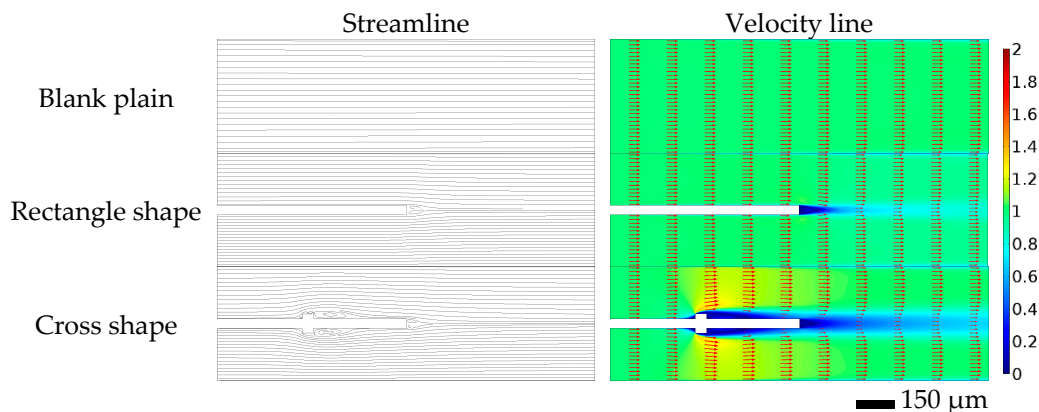 Streamline
Velocity line
Blank plain
Rectangle shape
Cross shape
2
1.8
1.6
1.4
1.2
1
0.8
0.6
0.4
0.2
0
150 µm